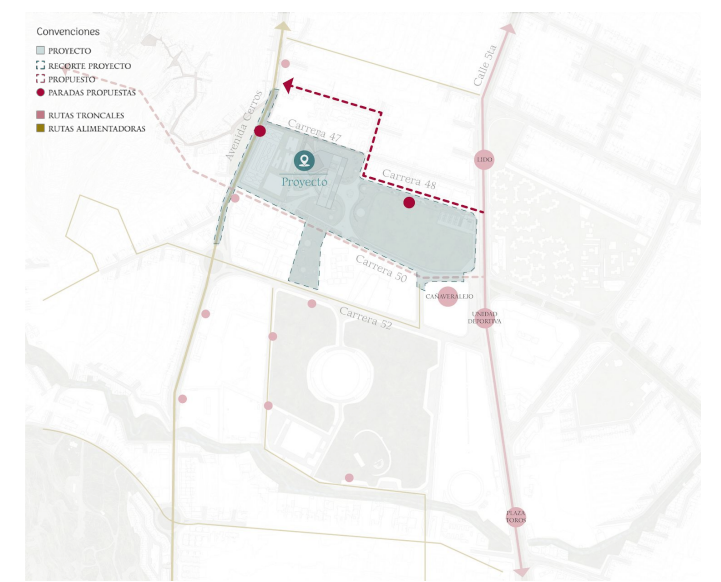 Convenciones
PROYECTO
RECORTE PROYECTO
PROPUESTO
PARADAS PROPUESTAS
RUTAS TRONCALES
RUTAS ALIMENTADORAS
Calle 5ta
Avenida Cerros
Carrera 47
LIDO
Proyecto
Carrera 48
Carrera 50
CAÑAVERALEJO
UNIDAD
DEPORTIVA
Carrera 52
PLAZA
TOROS